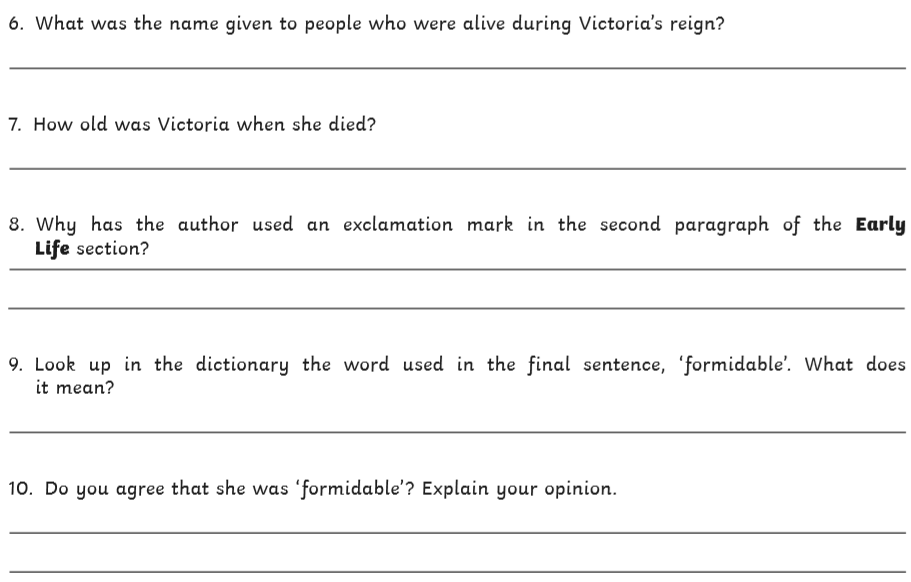 6. What was the name given to people who were alive during Victoria's reign?
7. How old was Victoria when she died?
8. Why has the author used an exclamation mark in the second paragraph of the Early
Life section?
9. Look up in the dictionary the word used in the final sentence, 'formidable'. What does
it mean?
10. Do you agree that she was 'formidable'? Explain your opinion.